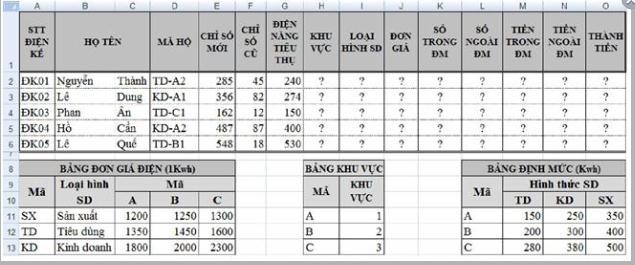 A B C D E F G H I J K L M N O
1 STT ĐIỆN KẾ HỌ TÊN MÃ HỘ CHỈ SỐ MỚI CHỈ SỐ CŨ ĐIỆN NĂNG TIÊU THỤ KHU VỰC LOẠI HÌNH SD ĐƠN GIÁ SỐ TRONG ĐM SỐ NGOÀI ĐM TIỀN TRONG ĐM TIỀN NGOÀI ĐM THÀNH TIỀN
2 ĐK01 Nguyễn Thành TD-A2 285 45 240 ? ? ? ? ? ? ? ?
3 ĐK02 Lê Dung KD-A1 356 82 274 ? ? ? ? ? ? ? ?
4 ĐK03 Phan Ân TD-C1 162 12 150 ? ? ? ? ? ? ? ?
5 ĐK04 Hồ Cẩn KD-A2 487 87 400 ? ? ? ? ? ? ? ?
6 ĐK05 Lê Quế TD-B1 548 18 530 ? ? ? ? ? ? ? ?
7
8 BẢNG ĐƠN GIÁ ĐIỆN (1Kwh) BẢNG KHU VỰC BẢNG ĐỊNH MỨC (Kwh)
9 Mã Loại hình SD Mã MÃ KHU VỰC Mã Hình thức SD
10 A B C TD KD SX
11 SX Sản xuất 1200 1250 1300 A 1 A 150 250 350
12 TD Tiêu dùng 1350 1450 1600 B 2 B 200 300 400
13 KD Kinh doanh 1800 2000 2300 C 3 C 280 380 500